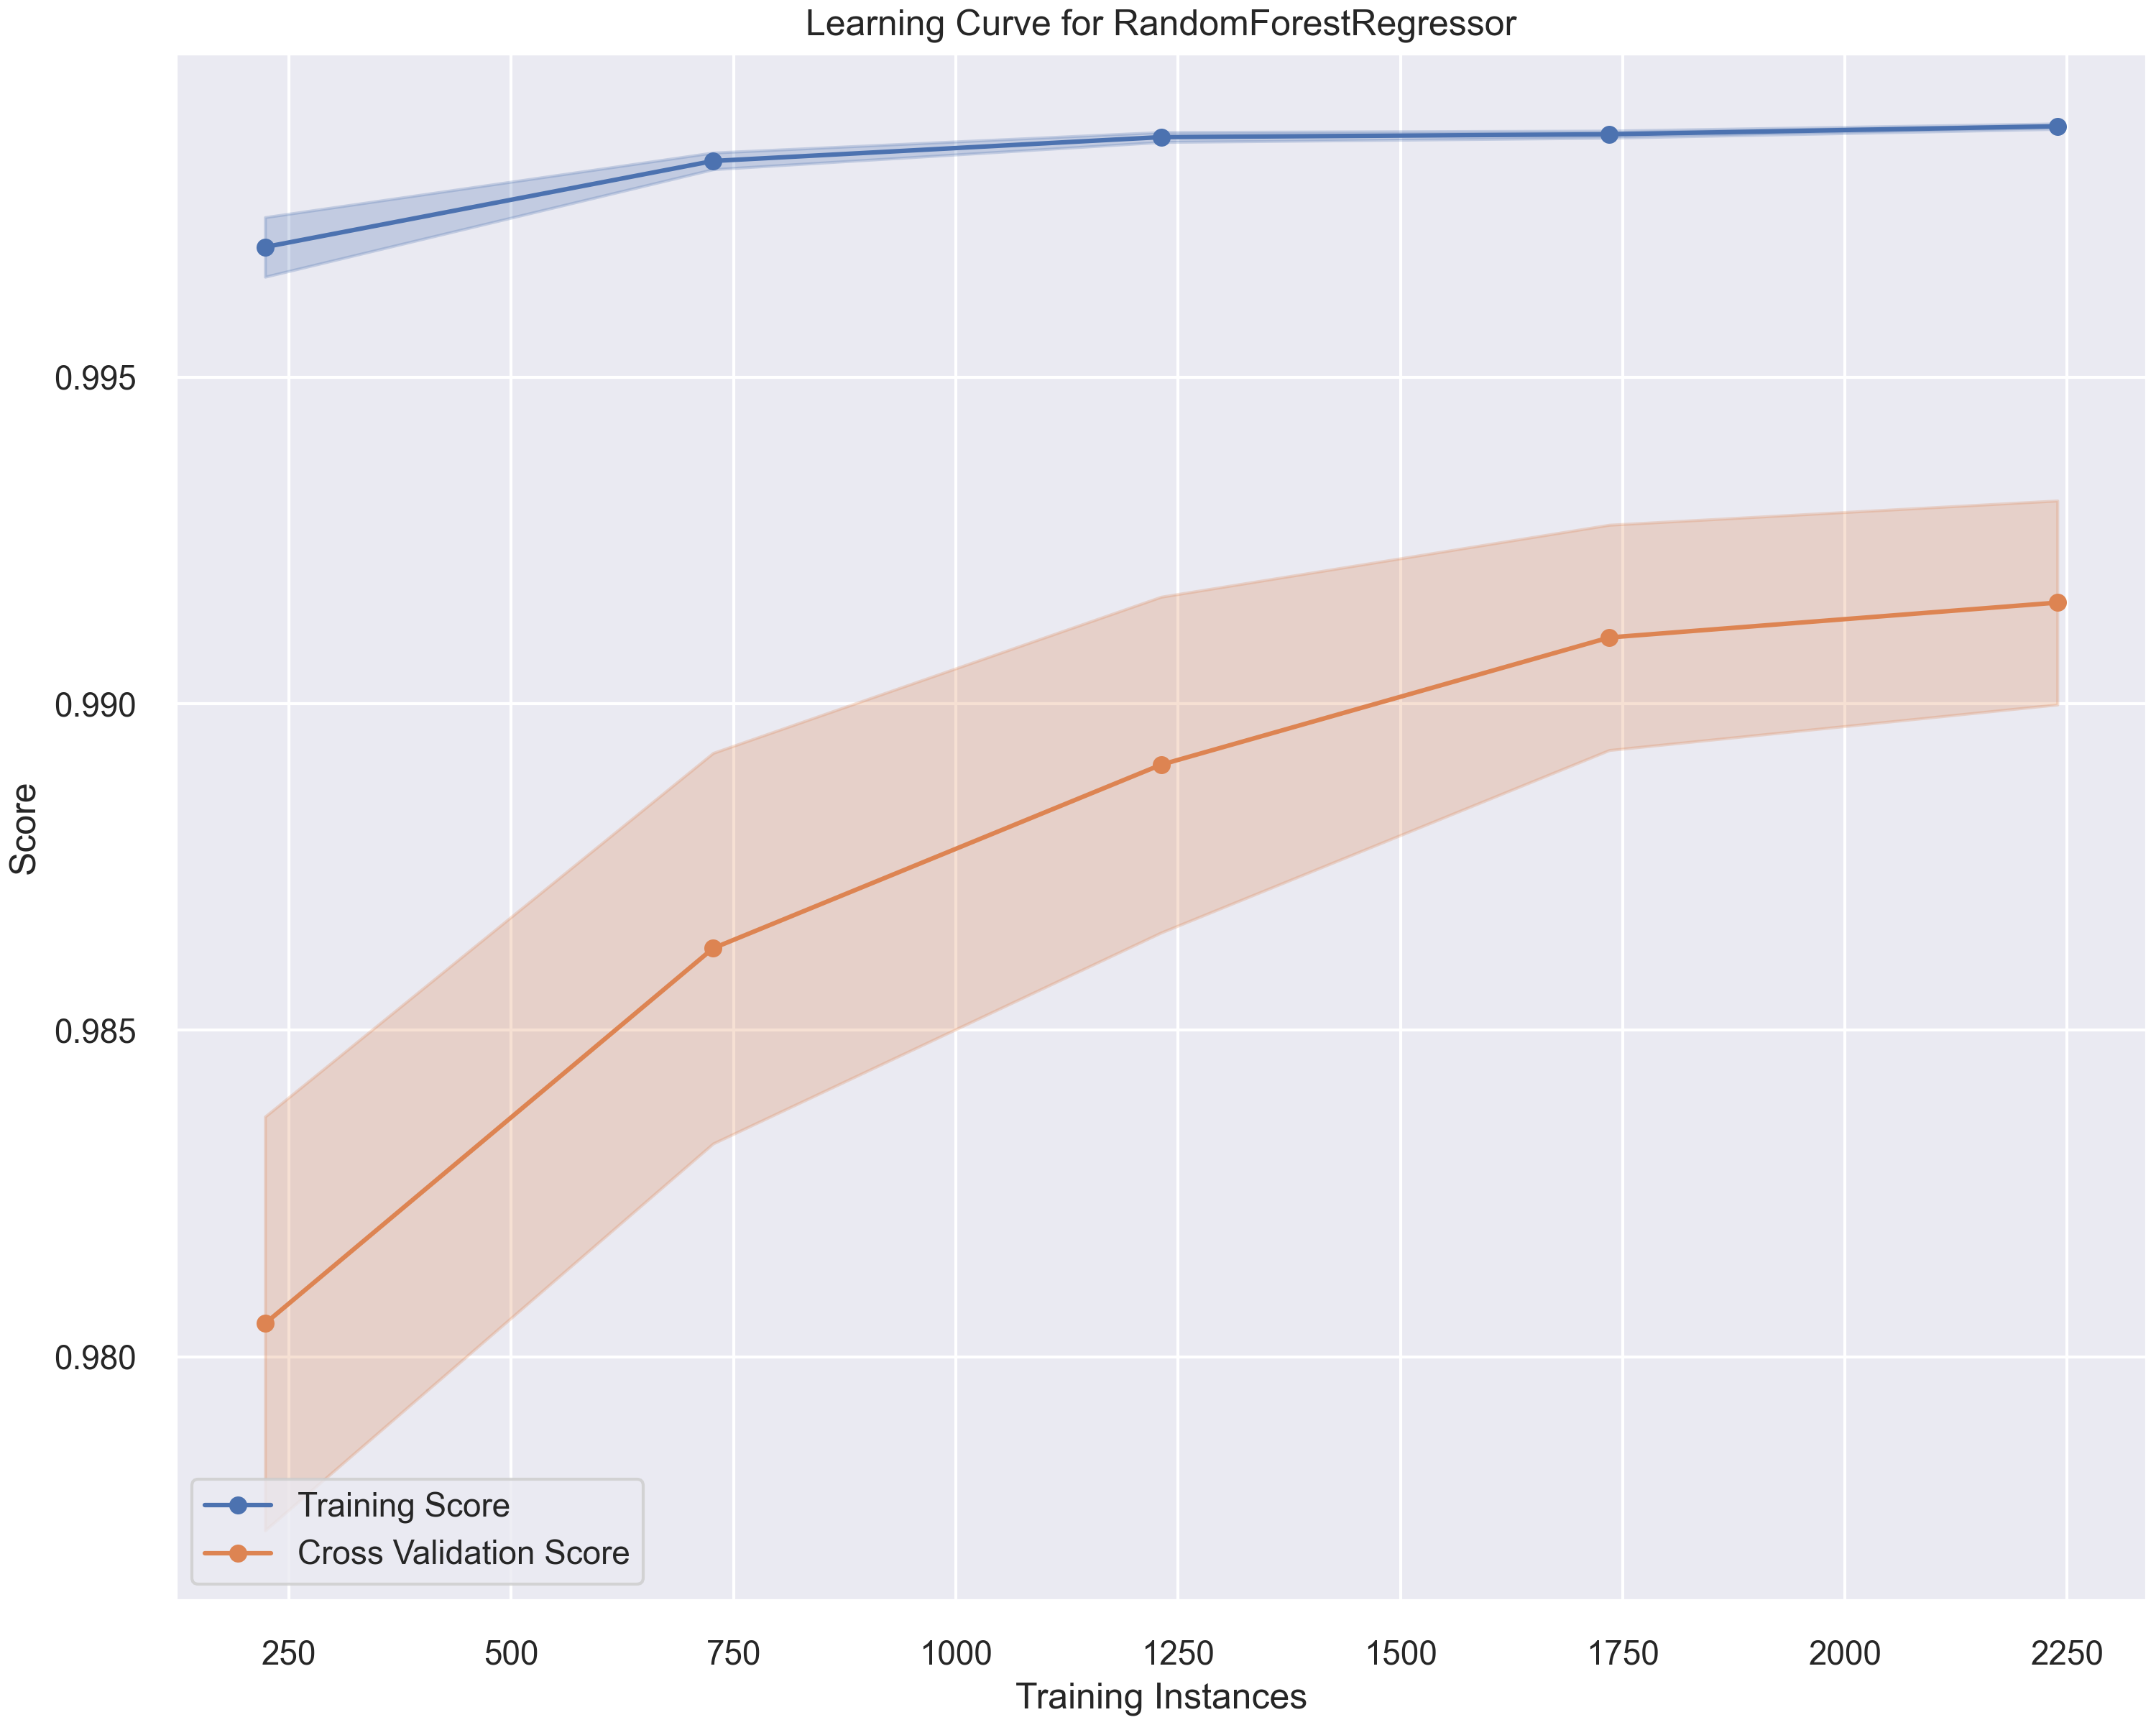 Learning Curve for RandomForestRegressor
0.995
0.990
0.985
0.980
Score
Training Score
Cross Validation Score
250 500 750 1000 1250 1500 1750 2000 2250
Training Instances